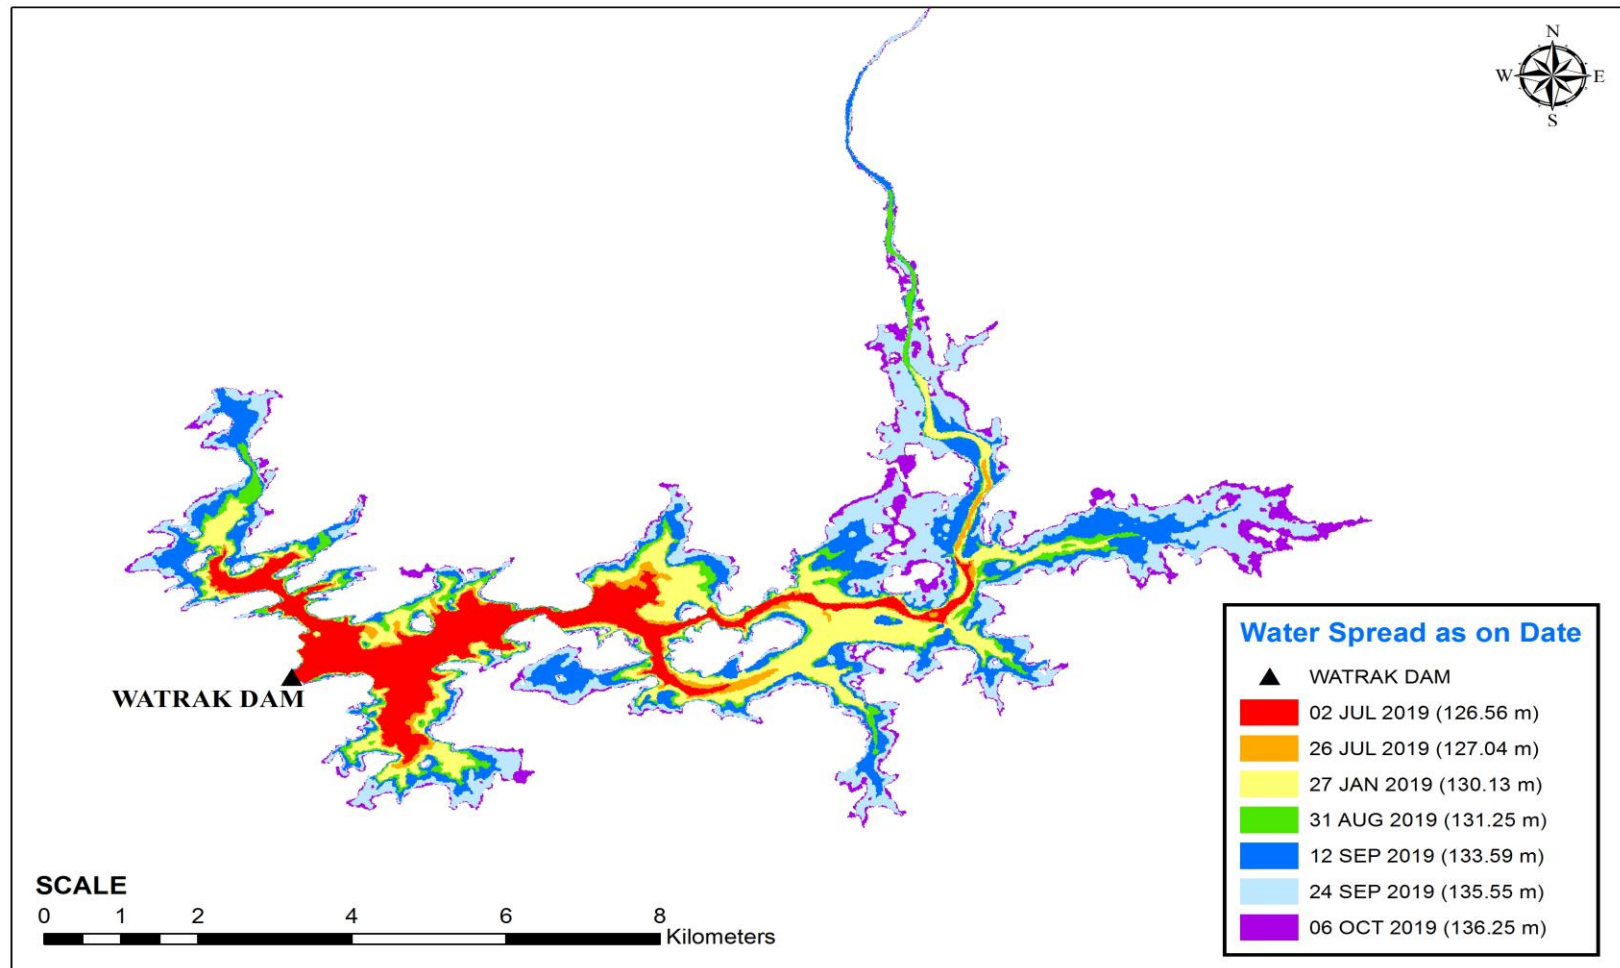 N
W E
S
WATRAK DAM
Water Spread as on Date
WATRAK DAM
02 JUL 2019 (126.56 m)
26 JUL 2019 (127.04 m)
27 JAN 2019 (130.13 m)
31 AUG 2019 (131.25 m)
12 SEP 2019 (133.59 m)
24 SEP 2019 (135.55 m)
06 OCT 2019 (136.25 m)
SCALE
0 1 2 4 6 8
Kilometers